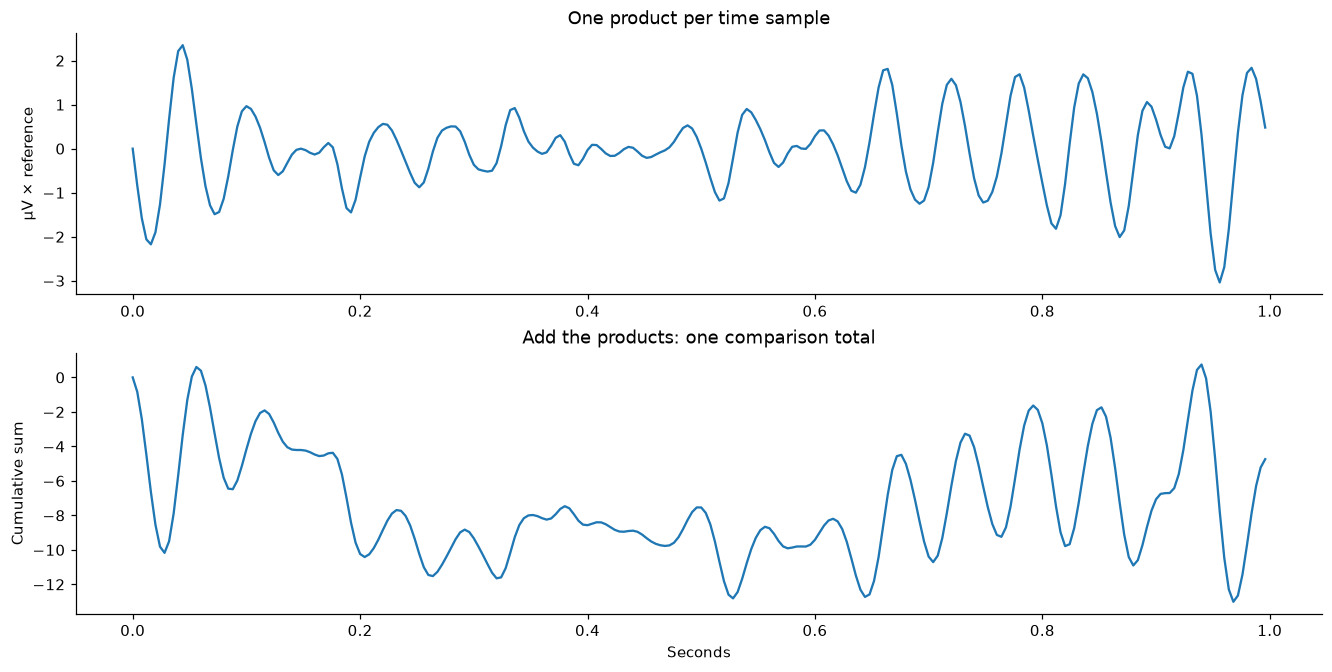 One product per time sample
µV × reference
2
1
0
−1
−2
−3
0.0 0.2 0.4 0.6 0.8 1.0
Add the products: one comparison total
Cumulative sum
0
−2
−4
−6
−8
−10
−12
0.0 0.2 0.4 0.6 0.8 1.0
Seconds